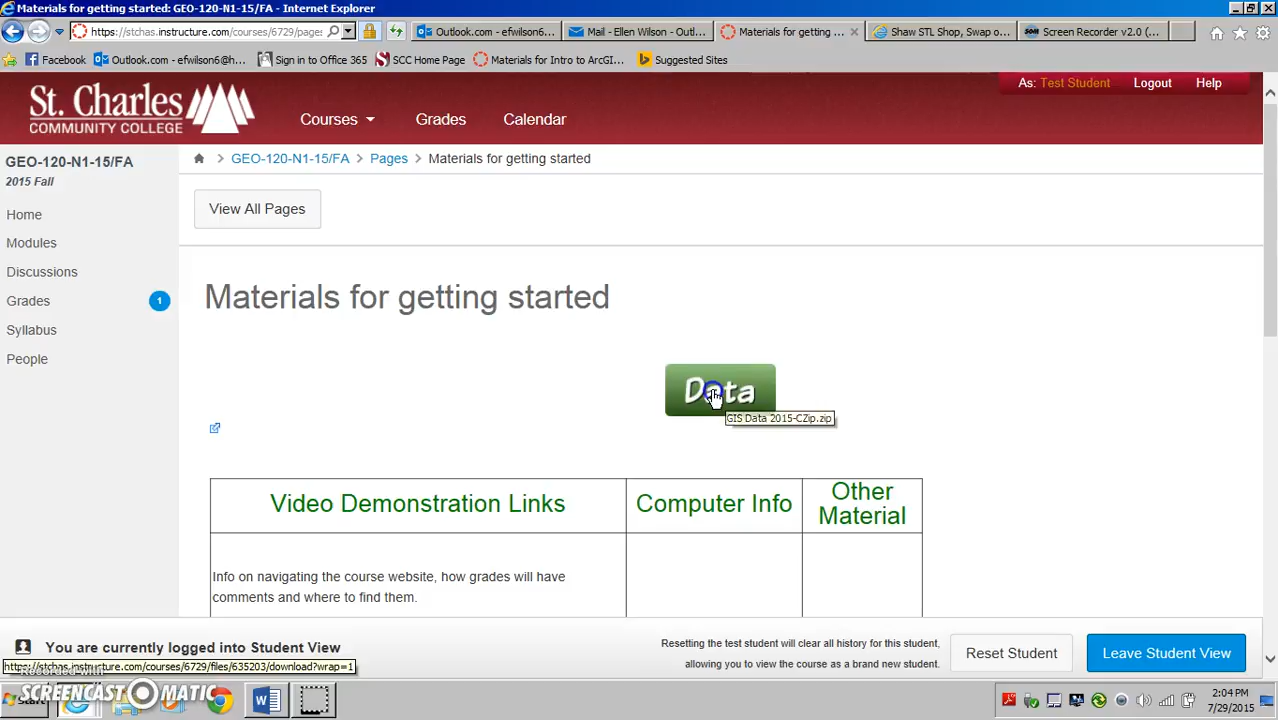 Materials for getting started: GEO-120-N1-15/FA - Internet Explorer
https://stchas.instructure.com/courses/6729/pages
Outlook.com - efwilson6...
Mail - Ellen Wilson - Outl...
Materials for getting ...
Shaw STL Shop, Swap o...
Screen Recorder v2.0 (...
Facebook
Outlook.com - efwilson6@h...
Sign in to Office 365
SCC Home Page
Materials for Intro to ArcGI...
Suggested Sites
As: Test Student
Logout
Help
St. Charles
COMMUNITY COLLEGE
Courses
Grades
Calendar
GEO-120-N1-15/FA
2015 Fall
GEO-120-N1-15/FA > Pages > Materials for getting started
View All Pages
Home
Modules
Discussions
Grades
1
Syllabus
People
Materials for getting started
Data
GIS Data 2015-CZip.zip
Video Demonstration Links
Computer Info
Other
Material
Info on navigating the course website, how grades will have
comments and where to find them.
You are currently logged into Student View
Resetting the test student will clear all history for this student,
allowing you to view the course as a brand new student.
Reset Student
Leave Student View
https://stchas.instructure.com/courses/6729/files/635203/download?wrap=1
Recorded with
SCREENCAST-O-MATIC
Start
2:04 PM
7/29/2015